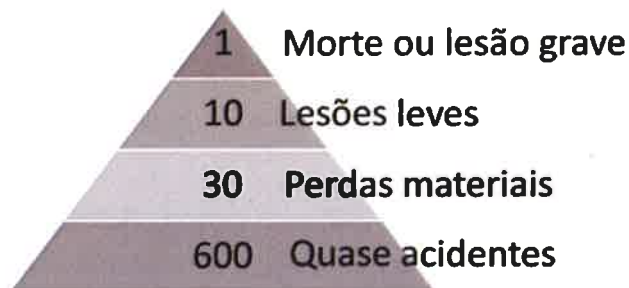 1 Morte ou lesão grave
10 Lesões leves
30 Perdas materiais
600 Quase acidentes